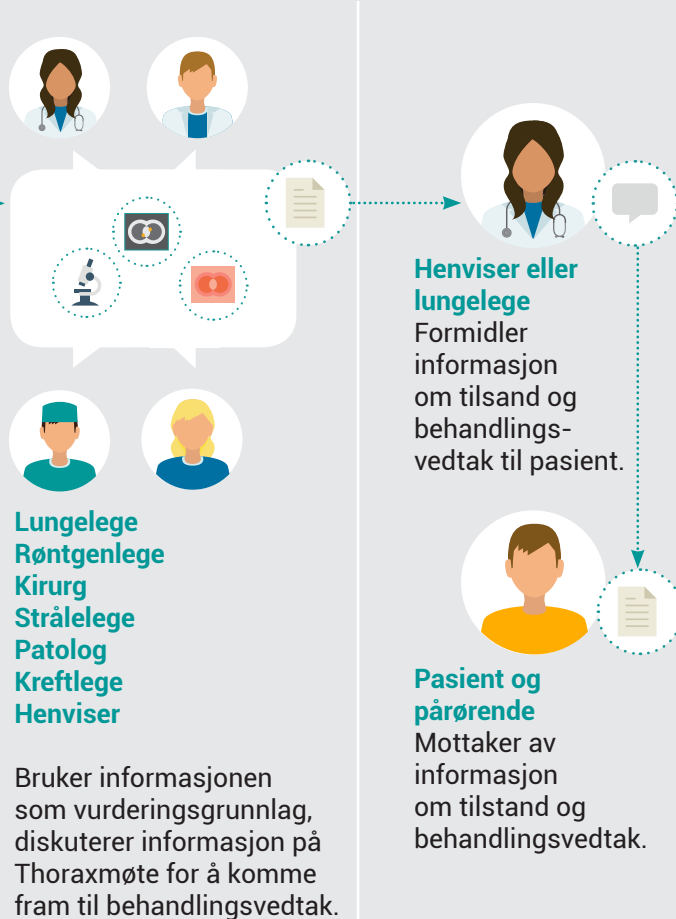 Lungelege
Røntgenlege
Kirurg
Strålelege
Patolog
Kreftlege
Henviser
Bruker informasjonen
som vurderingsgrunnlag,
diskuterer informasjon på
Thoraxmøte for å komme
fram til behandlingsvedtak.
Henviser eller
lungelege
Formidler
informasjon
om tilsand og
behandlings-
vedtak til pasient.
Pasient og
pårørende
Mottaker av
informasjon
om tilstand og
behandlingsvedtak.